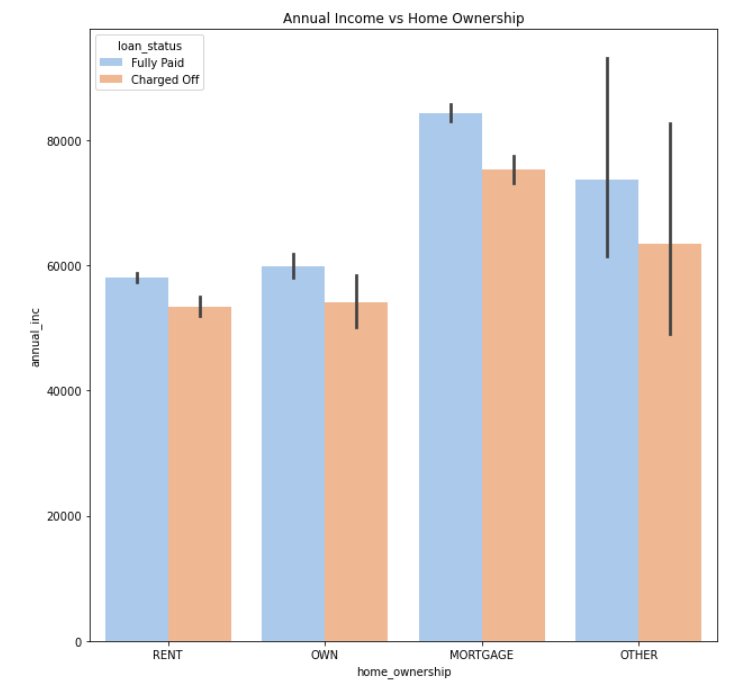 Annual Income vs Home Ownership
loan_status
Fully Paid
Charged Off
annual_inc
80000
60000
40000
20000
0
RENT OWN MORTGAGE OTHER
home_ownership